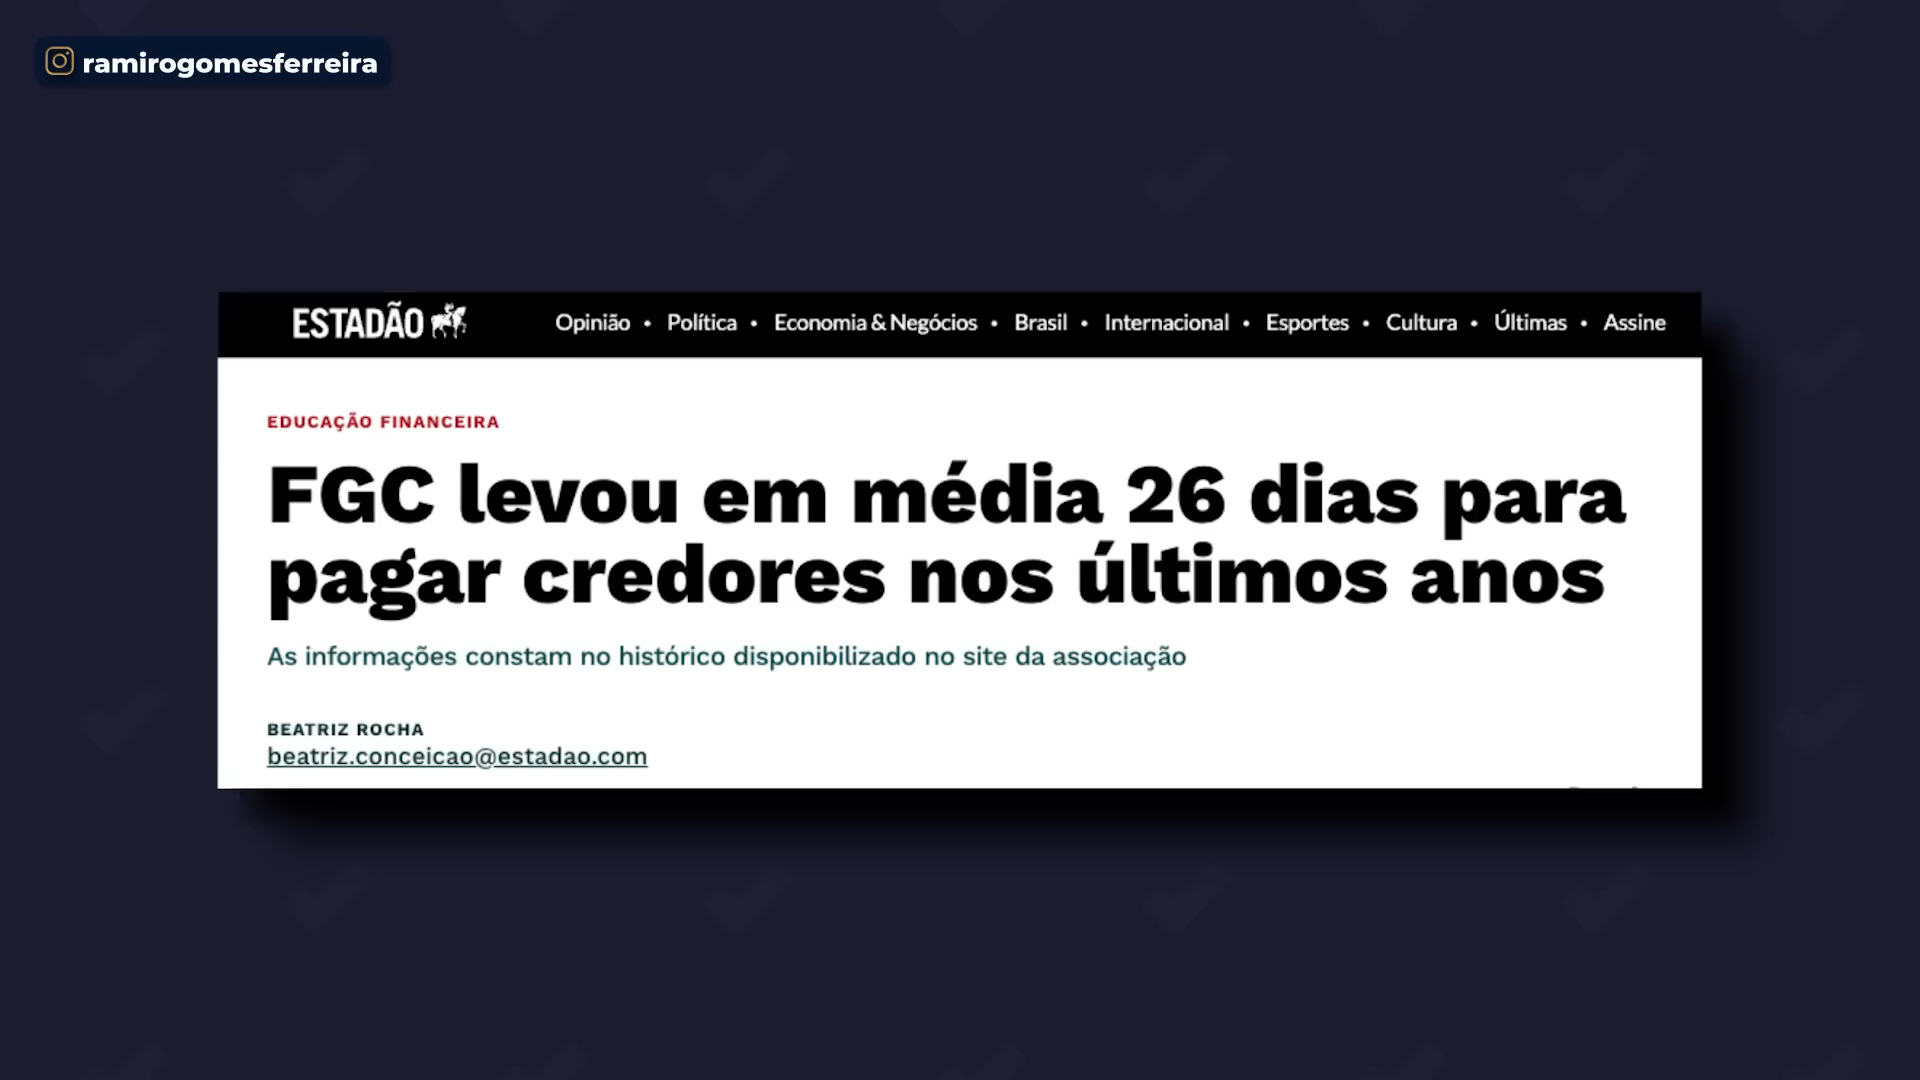 ramirogomesferreira
ESTADÃO Opinião • Política • Economia & Negócios • Brasil • Internacional • Esportes • Cultura • Últimas • Assine
EDUCAÇÃO FINANCEIRA
FGC levou em média 26 dias para
pagar credores nos últimos anos
As informações constam no histórico disponibilizado no site da associação
BEATRIZ ROCHA
beatriz.conceicao@estadao.com